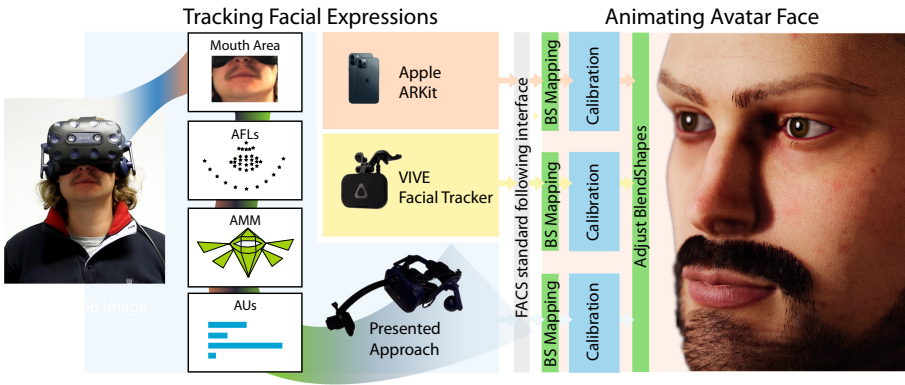 Tracking Facial Expressions
Animating Avatar Face
Mouth Area
AFLs
AMM
AUs
Image
Apple
ARKit
VIVE
Facial Tracker
Presented
Approach
FACS standard following interface
BS Mapping
Calibration
BS Mapping
Calibration
BS Mapping
Calibration
Adjust BlendShapes